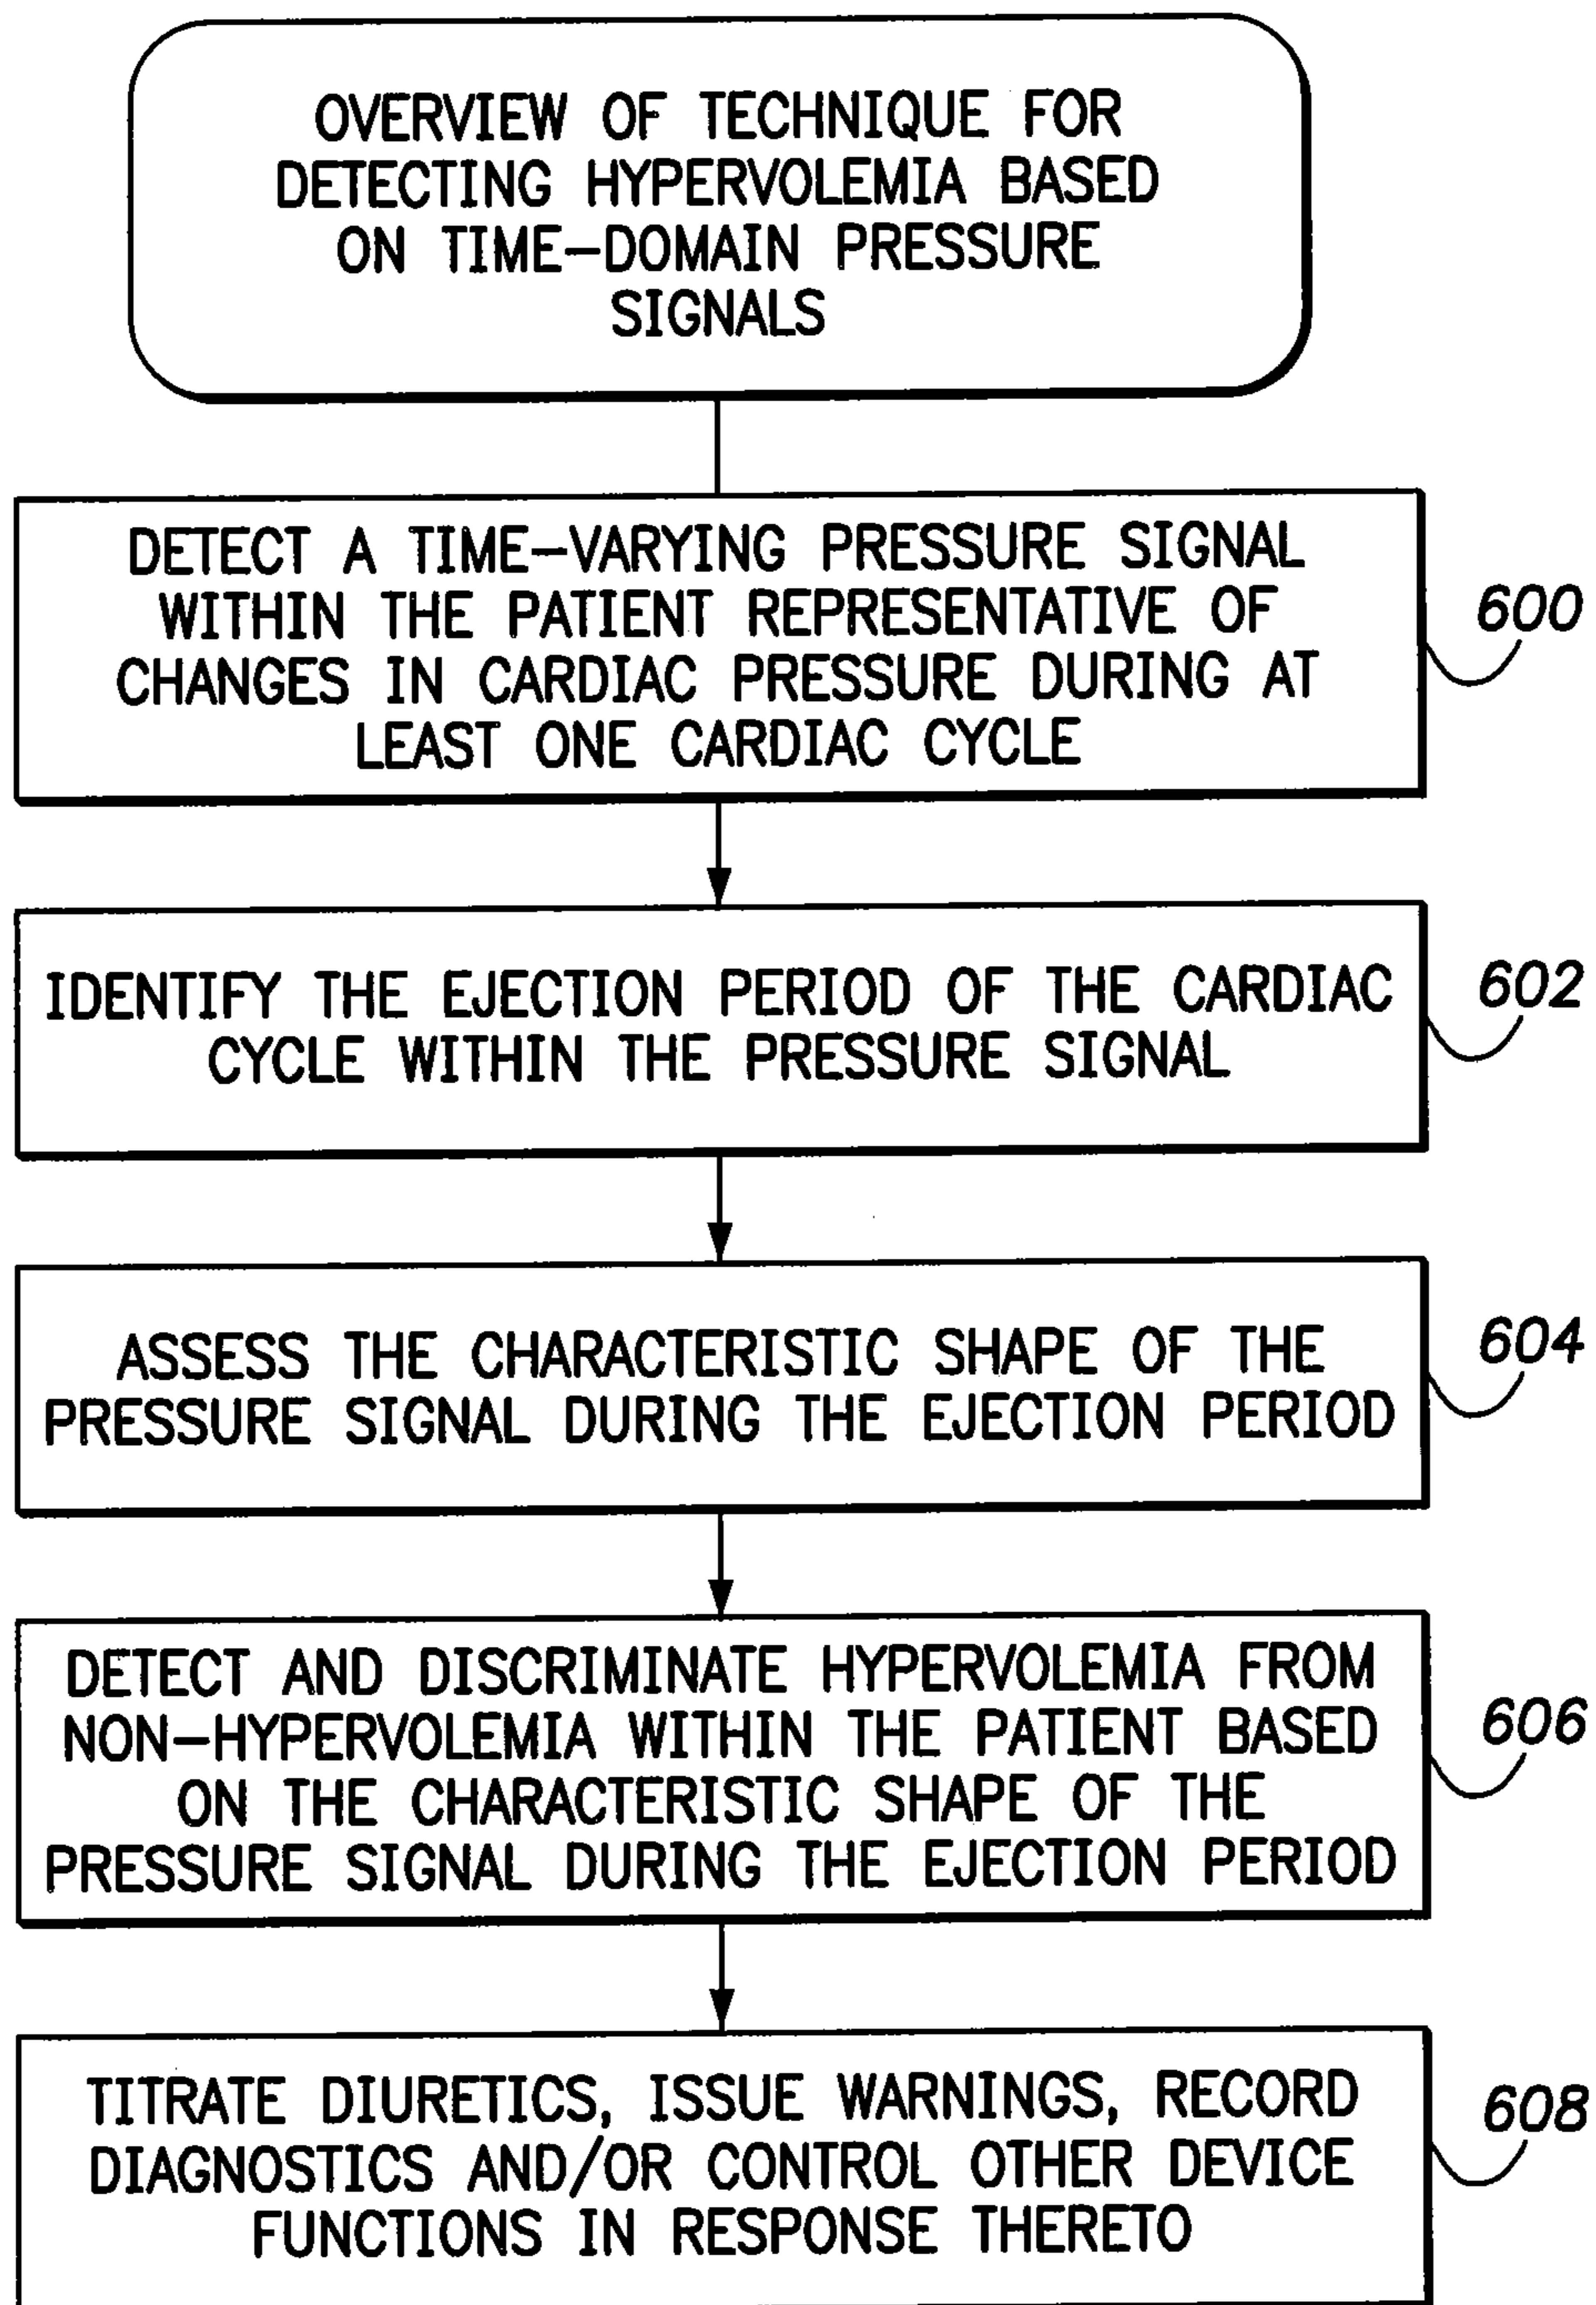 OVERVIEW OF TECHNIQUE FOR
DETECTING HYPERVOLEMIA BASED
ON TIME-DOMAIN PRESSURE
SIGNALS
DETECT A TIME-VARYING PRESSURE SIGNAL
WITHIN THE PATIENT REPRESENTATIVE OF
CHANGES IN CARDIAC PRESSURE DURING AT
LEAST ONE CARDIAC CYCLE
600
IDENTIFY THE EJECTION PERIOD OF THE CARDIAC
CYCLE WITHIN THE PRESSURE SIGNAL
602
ASSESS THE CHARACTERISTIC SHAPE OF THE
PRESSURE SIGNAL DURING THE EJECTION PERIOD
604
DETECT AND DISCRIMINATE HYPERVOLEMIA FROM
NON-HYPERVOLEMIA WITHIN THE PATIENT BASED
ON THE CHARACTERISTIC SHAPE OF THE
PRESSURE SIGNAL DURING THE EJECTION PERIOD
606
TITRATE DIURETICS, ISSUE WARNINGS, RECORD
DIAGNOSTICS AND/OR CONTROL OTHER DEVICE
FUNCTIONS IN RESPONSE THERETO
608